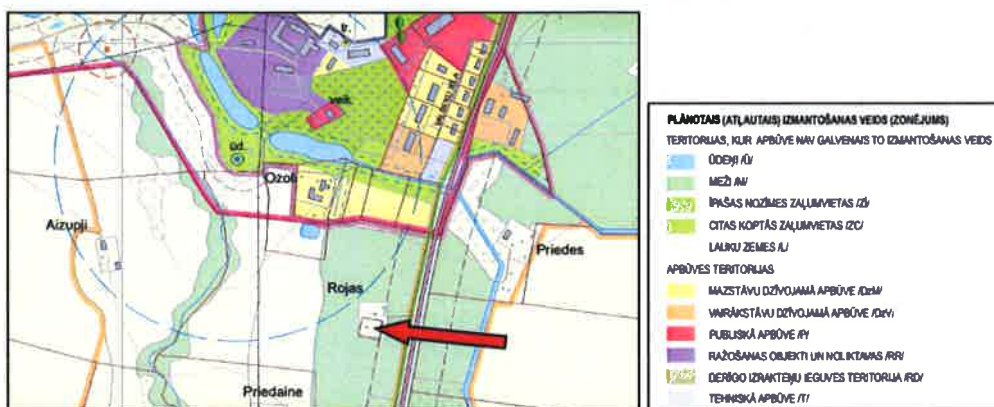 v.
veik.
ūd.
Ozoli
Aizupji
Priedes
Rojas
Priedaine
PLĀNOTAIS (ATĻAUTAIS) IZMANTOŠANAS VEIDS (ZONĒJUMS)
TERITORIJAS, KUR APBŪVE NAV GALVENAIS TO IZMANTOŠANAS VEIDS
ŪDEŅI /Ū/
MEŽI /M/
ĪPAŠAS NOZĪMES ZAĻUMVIETAS /ZĪ/
CITAS KOPTĀS ZAĻUMVIETAS /ZC/
LAUKU ZEMES /L/
APBŪVES TERITORIJAS
MAZSTĀVU DZĪVOJAMĀ APBŪVE /DzM/
VAIRĀKSTĀVU DZĪVOJAMĀ APBŪVE /DzV/
PUBLISKĀ APBŪVE /P/
RAŽOŠANAS OBJEKTI UN NOLIKTAVAS /RR/
DERĪGO IZRAKTEŅU IEGUVES TERITORIJA /RD/
TEHNISKĀ APBŪVE /T/